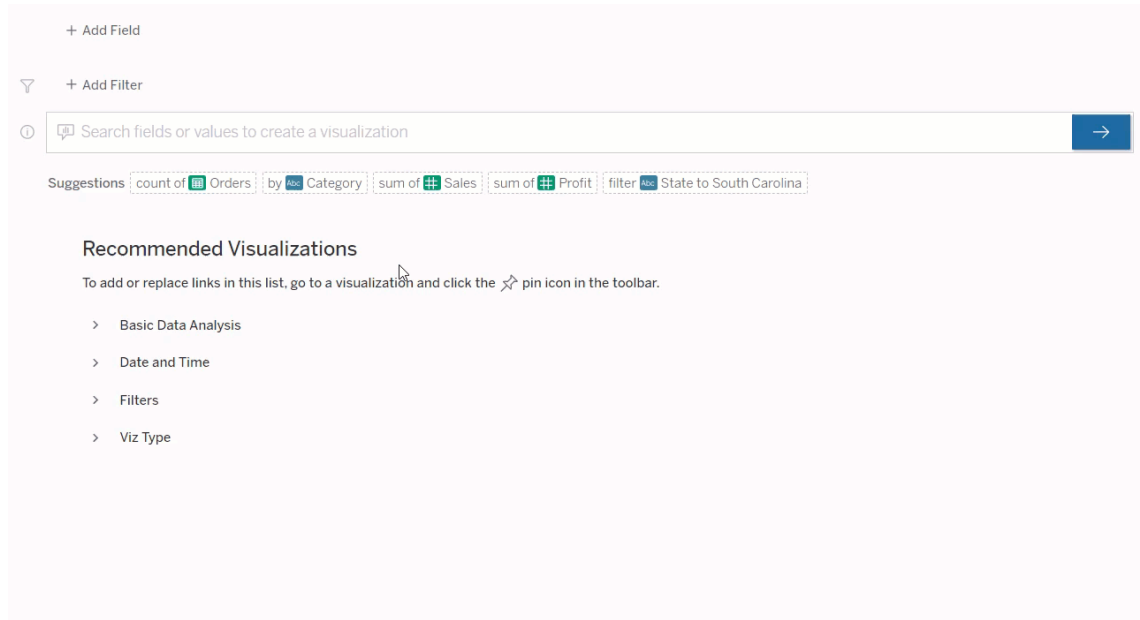 + Add Field
+ Add Filter
Search fields or values to create a visualization
Suggestions count of Orders by Abc Category sum of # Sales sum of # Profit filter Abc State to South Carolina
Recommended Visualizations
To add or replace links in this list, go to a visualization and click the pin icon in the toolbar.
> Basic Data Analysis
> Date and Time
> Filters
> Viz Type